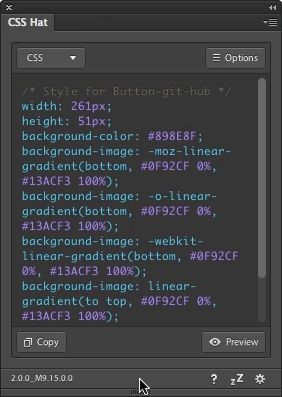 CSS Hat
CSS
Options
/* Style for Button-git-hub */
width: 261px;
height: 51px;
background-color: #898E8F;
background-image: -moz-linear-
gradient(bottom, #0F92CF 0%,
#13ACF3 100%);
background-image: -o-linear-
gradient(bottom, #0F92CF 0%,
#13ACF3 100%);
background-image: -webkit-
linear-gradient(bottom, #0F92CF
0%, #13ACF3 100%);
background-image: linear-
gradient(to top, #0F92CF 0%,
#13ACF3 100%);
Copy
Preview
2.0.0_M9.15.0.0
? zZ